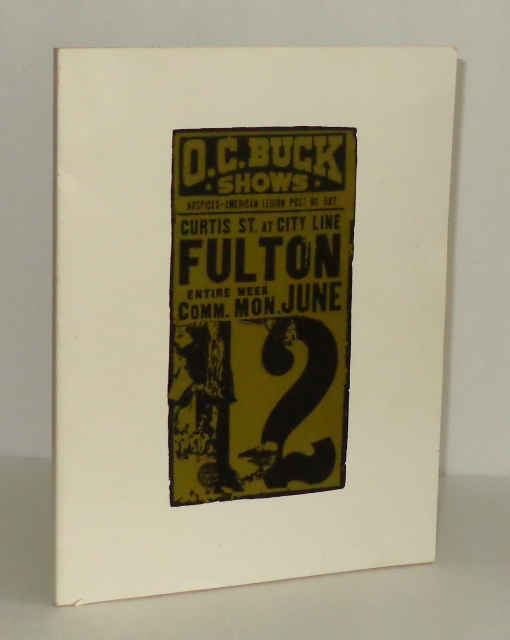 O.C. BUCK
SHOWS
AUSPICES-AMERICAN LEGION POST NO. 587
CURTIS ST. AT CITY LINE
FULTON
ENTIRE WEEK
COMM. MON. JUNE
12